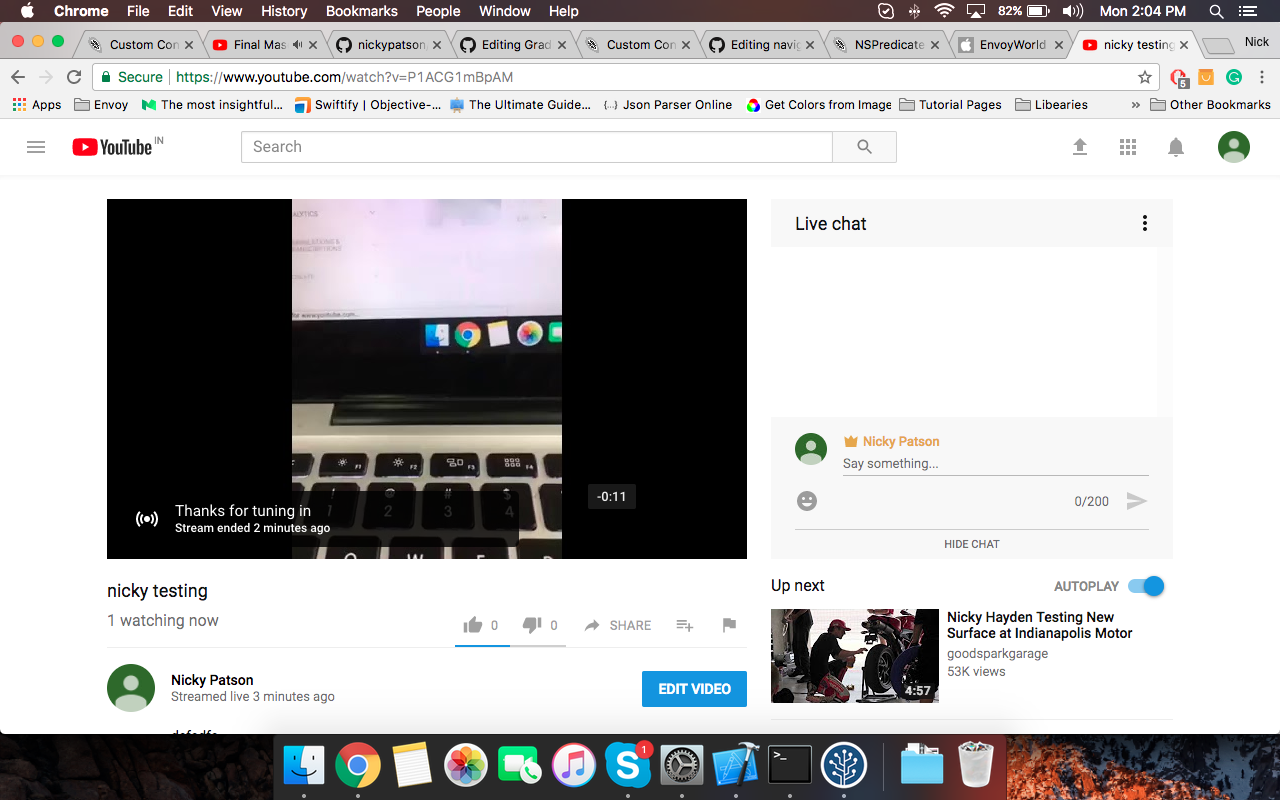 Chrome File Edit View History Bookmarks People Window Help 82% Mon 2:04 PM
Custom Con Final Mas nickypatson, Editing Grad Custom Con Editing navig NSPredicate EnvoyWorld nicky testing Nick
Secure https://www.youtube.com/watch?v=P1ACG1mBpAM 5
Apps Envoy The most insightful... Swiftify | Objective-... The Ultimate Guide... {...} Json Parser Online Get Colors from Image Tutorial Pages Libearies » Other Bookmarks
YouTube IN Search
Live chat
F1 F2 F3 F4
Nicky Patson
Say something...
-0:11
0/200
Thanks for tuning in
Stream ended 2 minutes ago
HIDE CHAT
nicky testing
1 watching now
0 0 SHARE
Nicky Patson
Streamed live 3 minutes ago
EDIT VIDEO
Up next AUTOPLAY
Nicky Hayden Testing New
Surface at Indianapolis Motor
goodsparkgarage
53K views
4:57
1